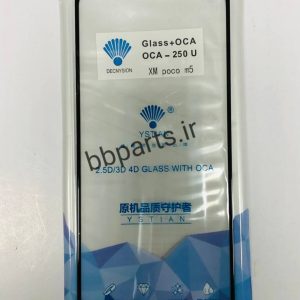 Glass+OCA
OCA - 250 U
DECNYSION
XM poco m5
YSTIAN
bbparts.ir
2.5D/3D 4D GLASS WITH OCA
原机品质守护者
YSTIAN